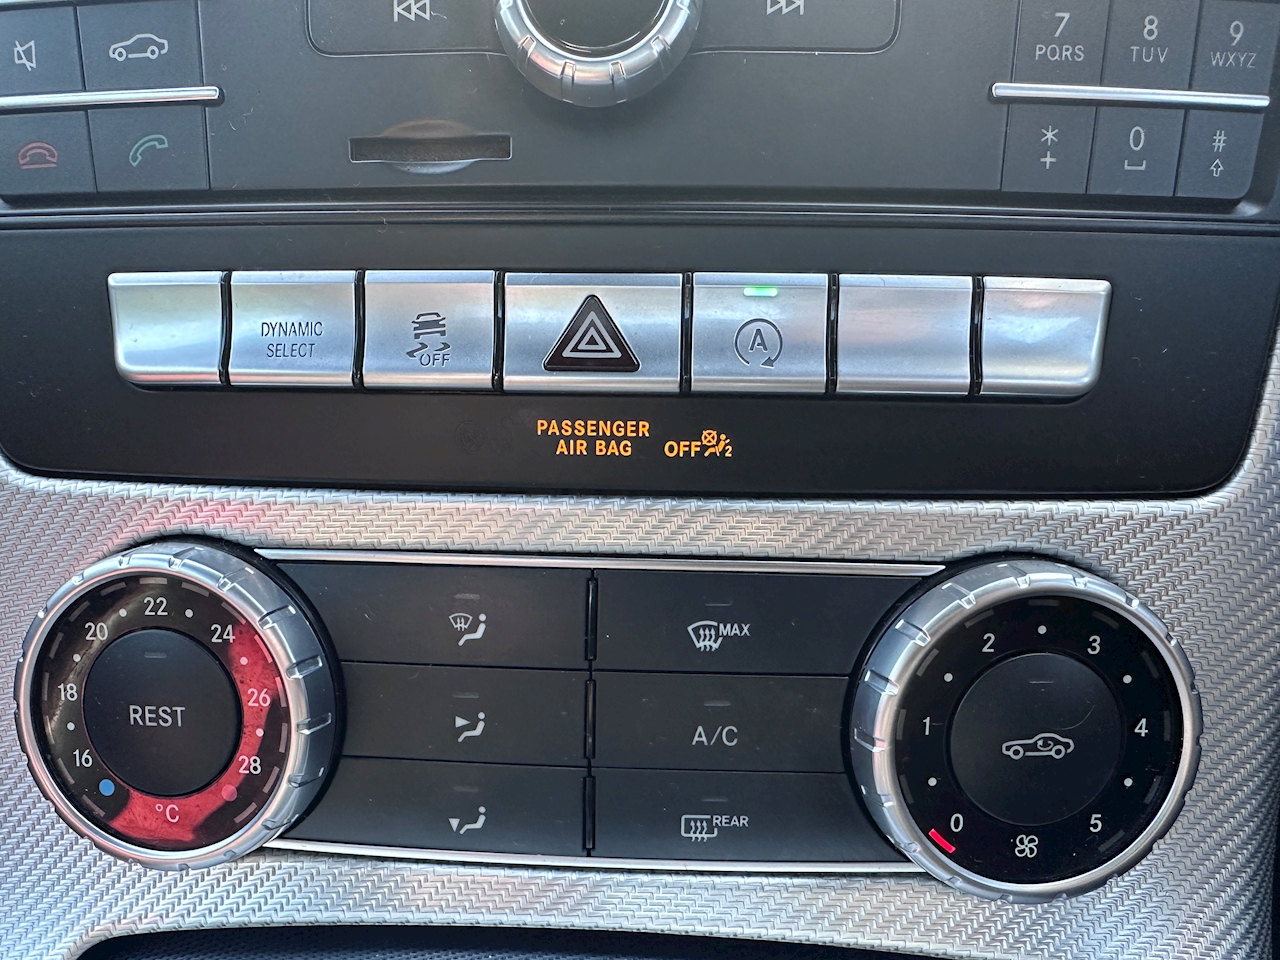 7
PQRS
8
TUV
9
WXYZ
*
+
0
#
DYNAMIC
SELECT
OFF
A
PASSENGER
AIR BAG
OFF 2
16
18
20
22
24
26
28
°C
REST
MAX
A/C
REAR
0
1
2
3
4
5